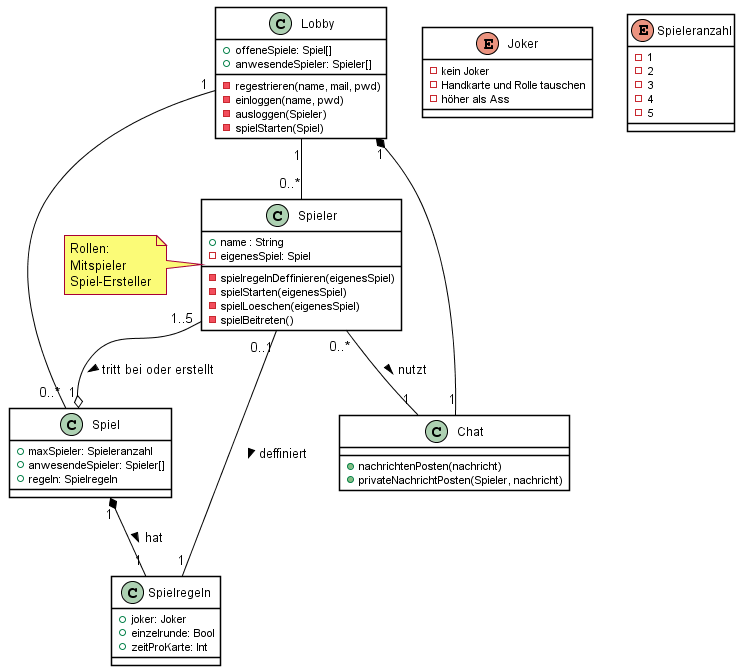 C Lobby
offeneSpiele: Spiel[]
anwesendeSpieler: Spieler[]
regestrieren(name, mail, pwd)
einloggen(name, pwd)
ausloggen(Spieler)
spielStarten(Spiel)
E Joker
kein Joker
Handkarte und Rolle tauschen
höher als Ass
E Spieleranzahl
1
2
3
4
5
1
1
1
0..*
C Spieler
name : String
eigenesSpiel: Spiel
spielregelnDeffinieren(eigenesSpiel)
spielStarten(eigenesSpiel)
spielLoeschen(eigenesSpiel)
spielBeitreten()
Rollen:
Mitspieler
Spiel-Ersteller
1..5
0..1
0..*
tritt bei oder erstellt
nutzt
0..*
1
1
1
C Spiel
maxSpieler: Spieleranzahl
anwesendeSpieler: Spieler[]
regeln: Spielregeln
deffiniert
C Chat
nachrichtenPosten(nachricht)
privateNachrichtPosten(Spieler, nachricht)
1
hat
1
1
C Spielregeln
joker: Joker
einzelrunde: Bool
zeitProKarte: Int